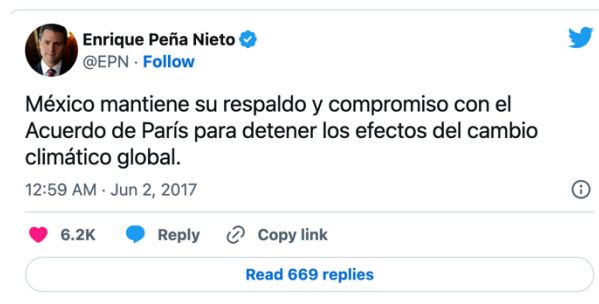 Enrique Peña Nieto
@EPN · Follow
México mantiene su respaldo y compromiso con el
Acuerdo de París para detener los efectos del cambio
climático global.
12:59 AM · Jun 2, 2017
6.2K Reply Copy link
Read 669 replies